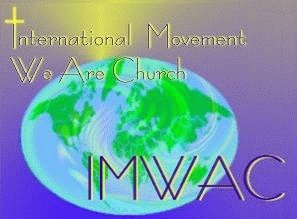 International Movement
We Are Church
IMWAC